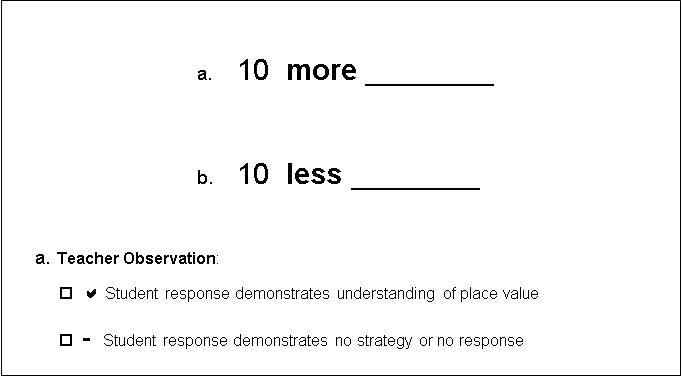 a. 10 more ________
b. 10 less ________
a. Teacher Observation:
☐ ✔ Student response demonstrates understanding of place value
☐ - Student response demonstrates no strategy or no response